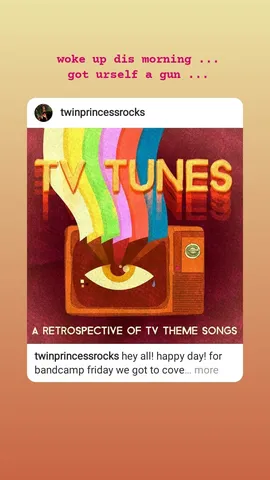 woke up dis morning ...
got urself a gun ...
twinprincessrocks
TV TUNES
A RETROSPECTIVE OF TV THEME SONGS
twinprincessrocks hey all! happy day! for
bandcamp friday we got to cove... more